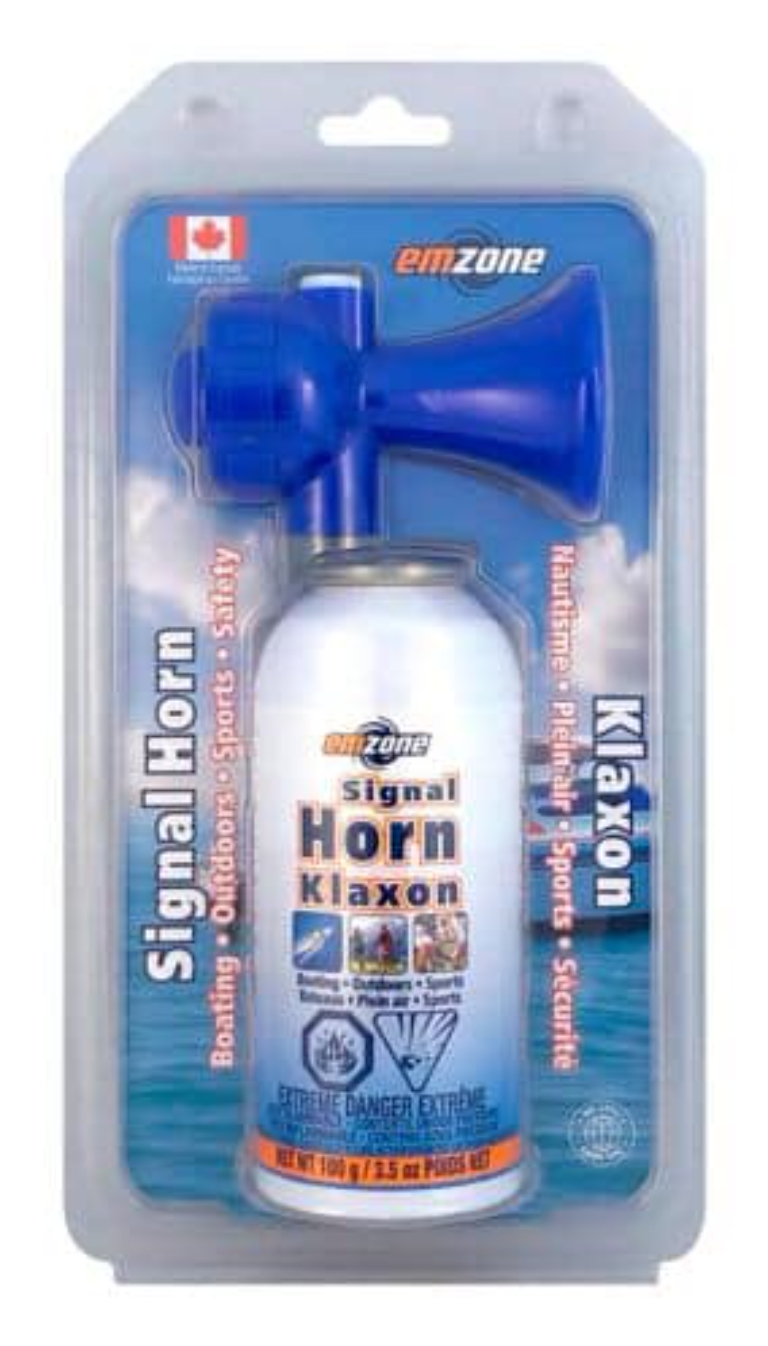 emzone
Signal Horn
Boating • Outdoors • Sports • Safety
Klaxon
Nautisme • Plein air • Sports • Sécurité
emzone
Signal
Horn
Klaxon
Boating • Outdoors • Sports
Plein air • Sports
EXTREME DANGER EXTRÊME
NET WT 100 g / 3.5 oz POIDS NET